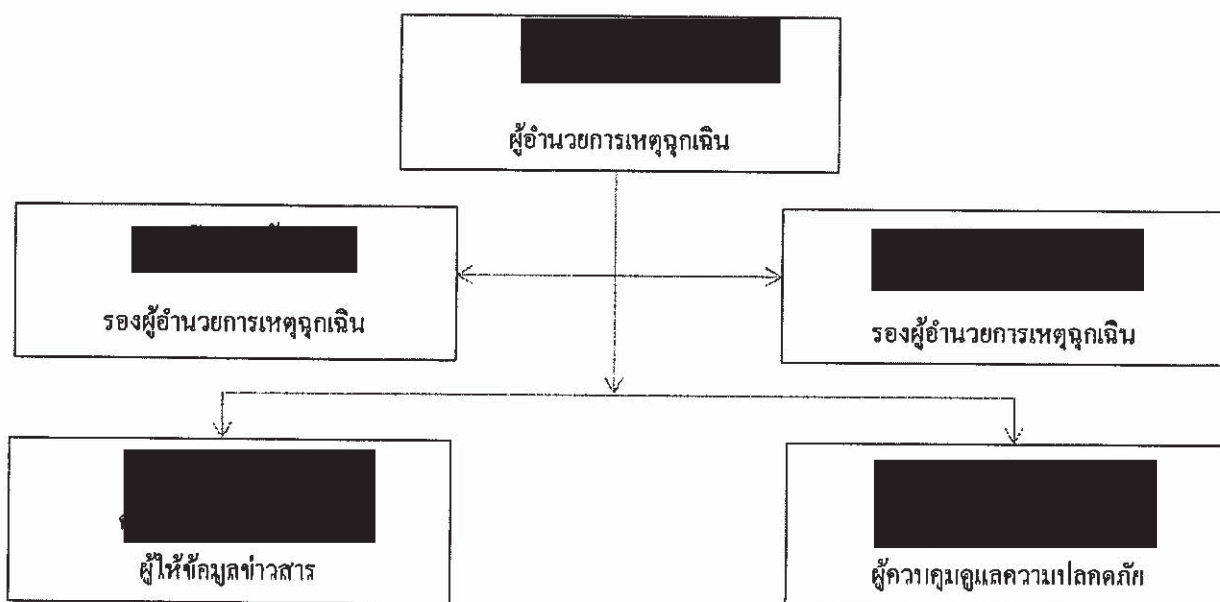 ผู้อำนวยการเหตุฉุกเฉิน
รองผู้อำนวยการเหตุฉุกเฉิน
รองผู้อำนวยการเหตุฉุกเฉิน
ผู้ให้ข้อมูลข่าวสาร
ผู้ควบคุมดูแลความปลอดภัย